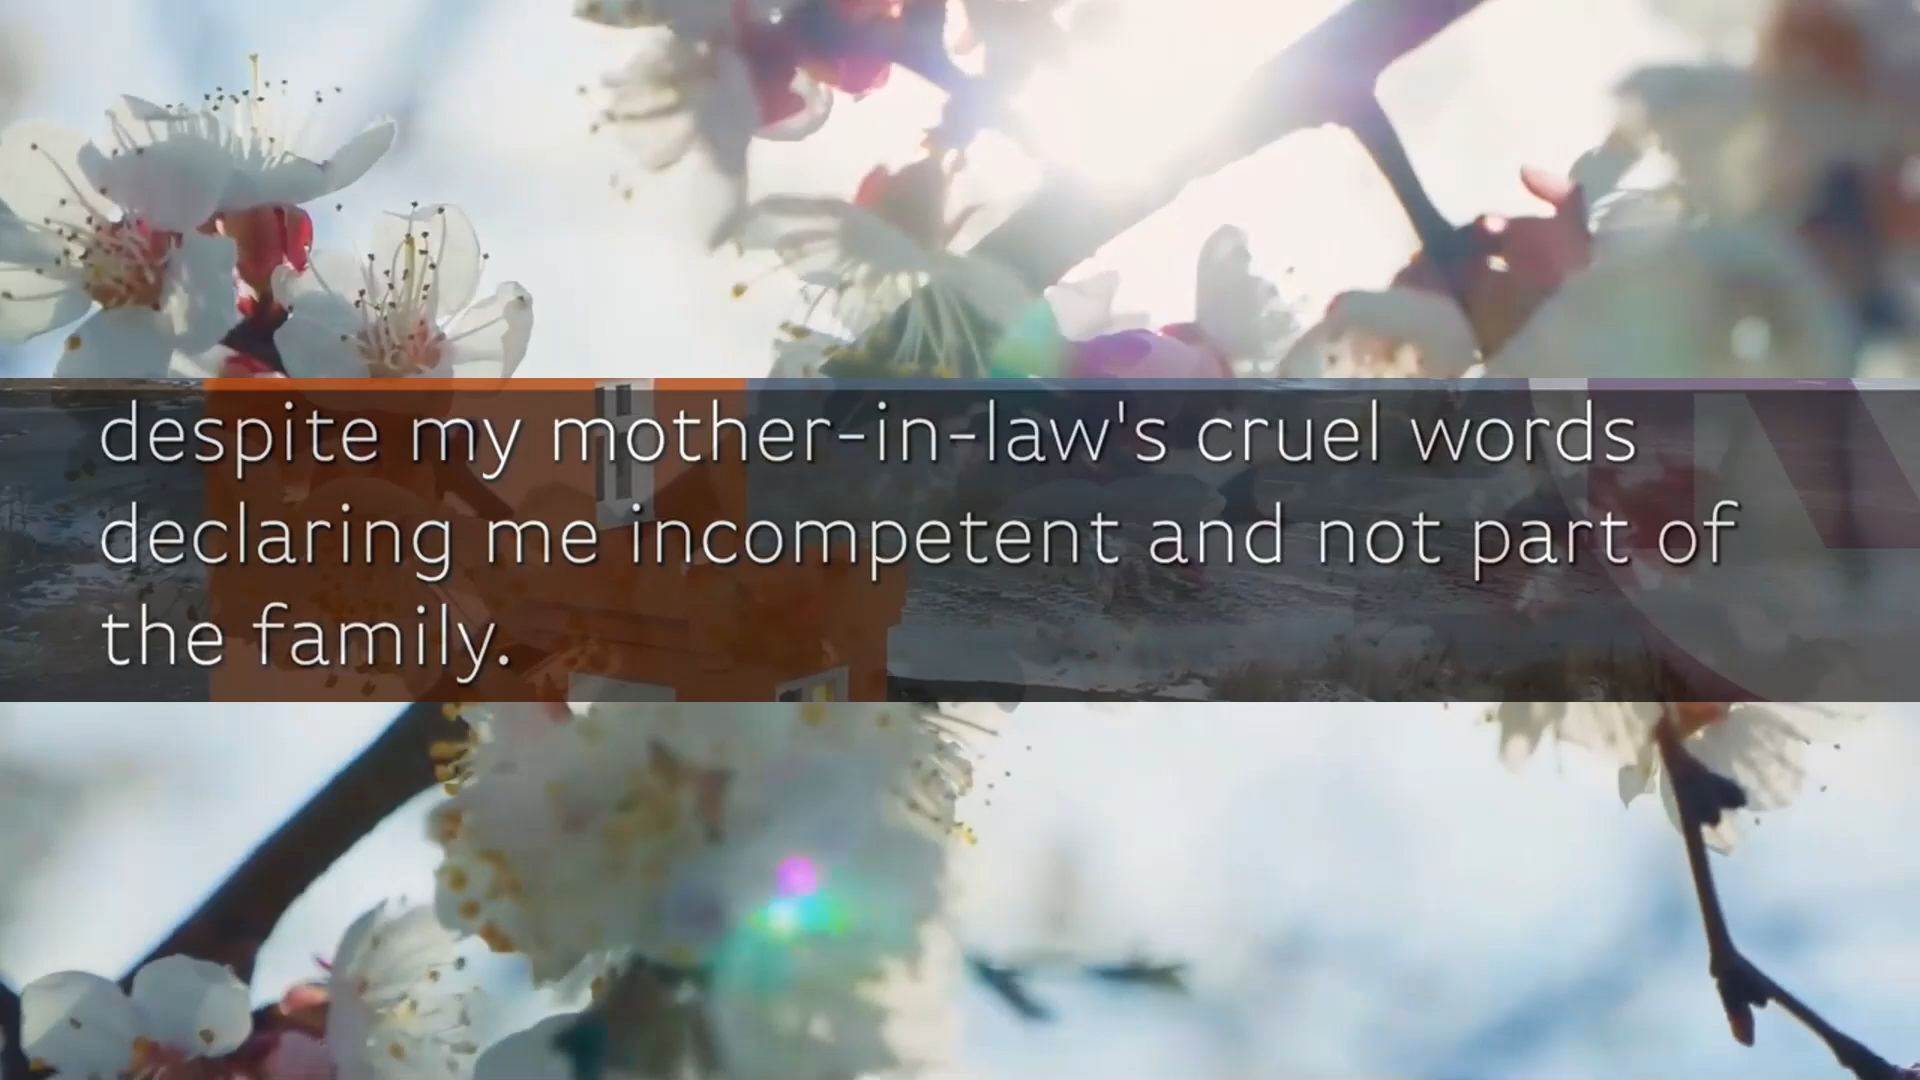 despite my mother-in-law's cruel words
declaring me incompetent and not part of
the family.